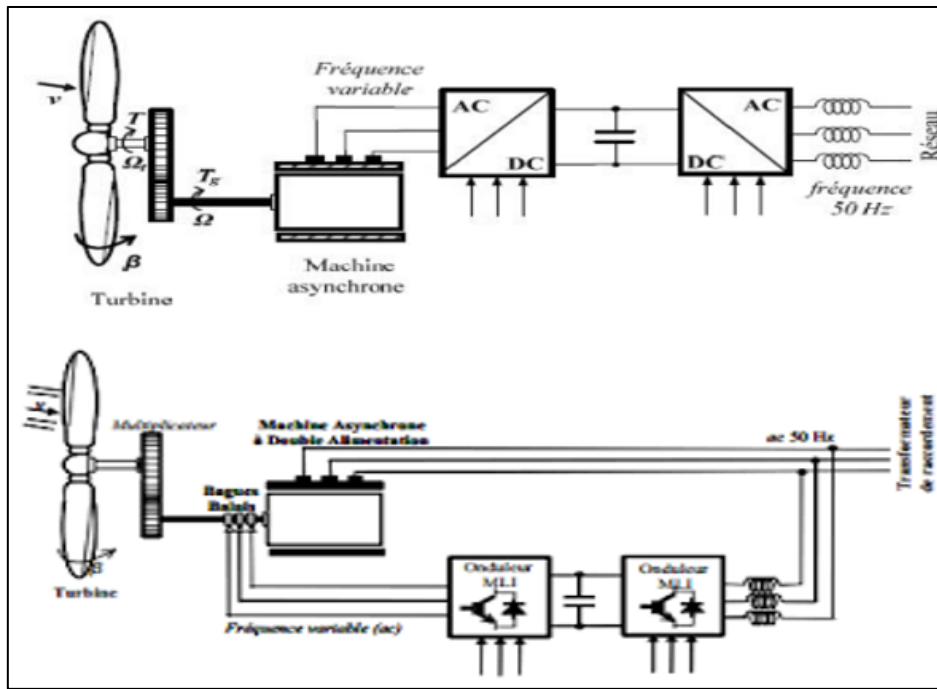 Fréquence
variable
v
T
Ωt
Tg
Ω
β
Turbine
Machine
asynchrone
AC
DC
AC
DC
fréquence
50 Hz
Réseau
v
Multiplicateur
Machine Asynchrone
à Double Alimentation
ac 50 Hz
Transformateur
de raccordement
Bagues
Balais
β
Turbine
Onduleur
MLI
Onduleur
MLI
Fréquence variable (ac)